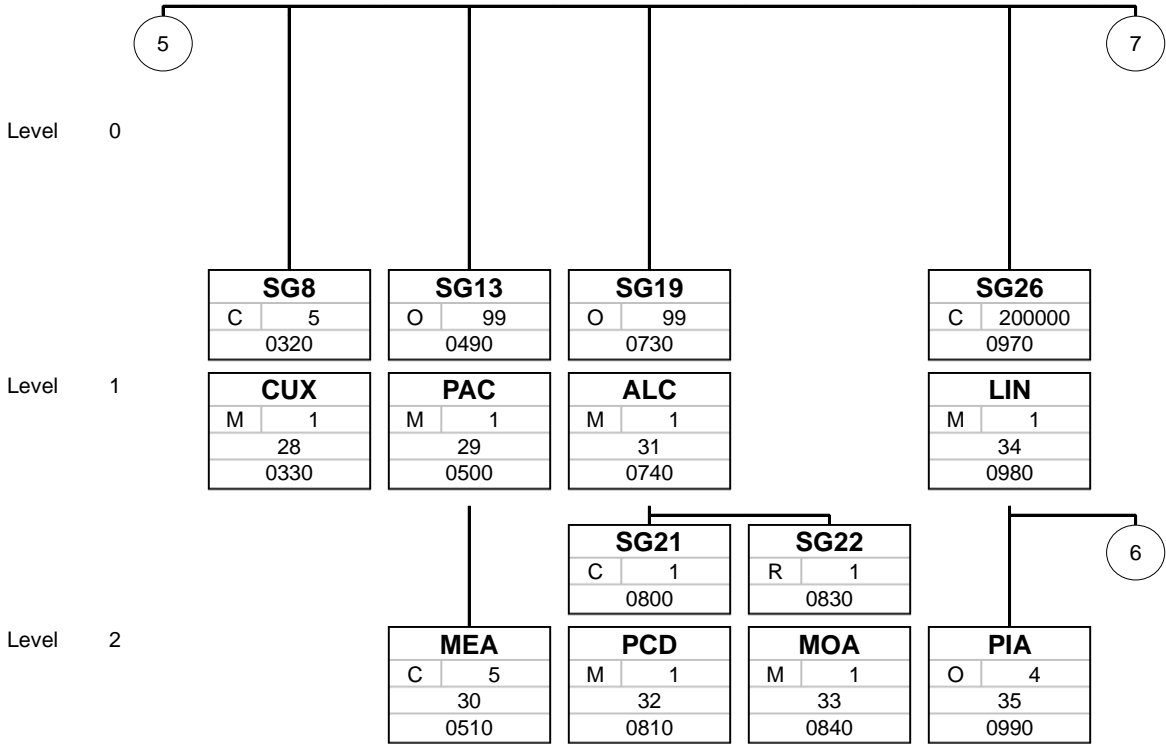 5 7
Level 0
SG8 SG13 SG19 SG26
C 5 O 99 O 99 C 200000
0320 0490 0730 0970
Level 1
CUX PAC ALC LIN
M 1 M 1 M 1 M 1
28 29 31 34
0330 0500 0740 0980
SG21 SG22 6
C 1 R 1
0800 0830
Level 2
MEA PCD MOA PIA
C 5 M 1 M 1 O 4
30 32 33 35
0510 0810 0840 0990